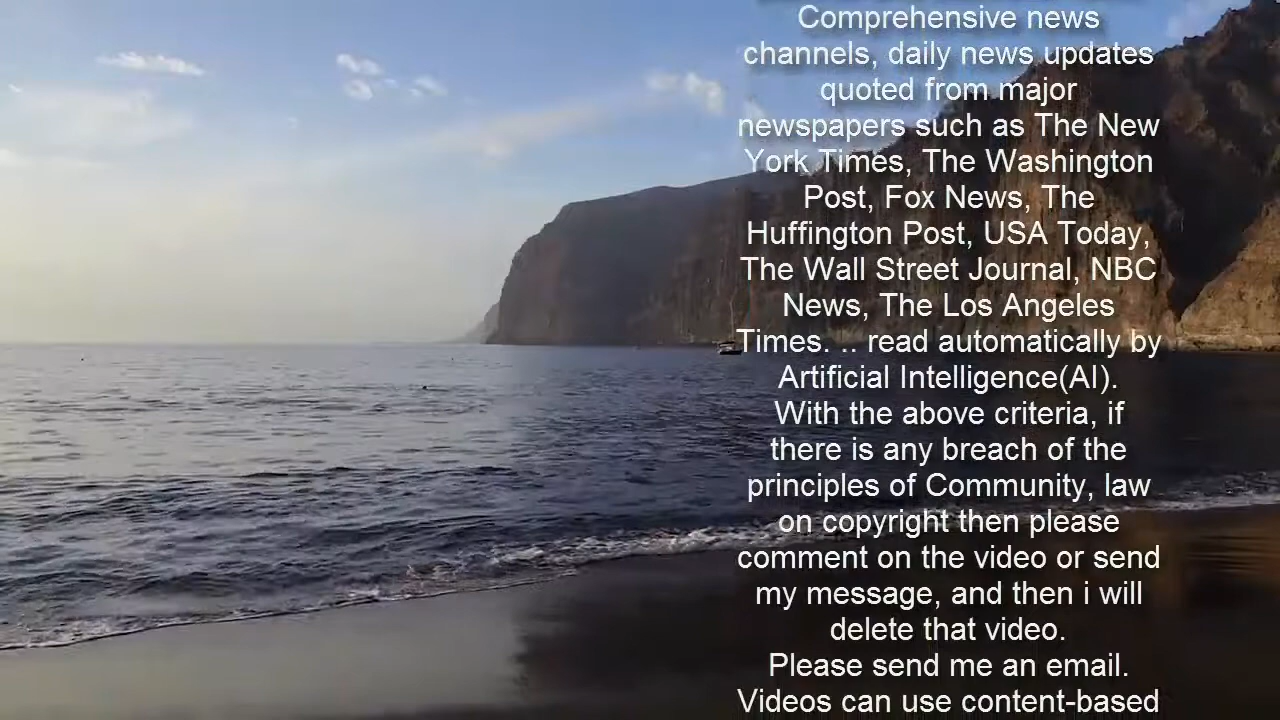 Comprehensive news
channels, daily news updates
quoted from major
newspapers such as The New
York Times, The Washington
Post, Fox News, The
Huffington Post, USA Today,
The Wall Street Journal, NBC
News, The Los Angeles
Times. .. read automatically by
Artificial Intelligence(AI).
With the above criteria, if
there is any breach of the
principles of Community, law
on copyright then please
comment on the video or send
my message, and then i will
delete that video.
Please send me an email.
Videos can use content-based